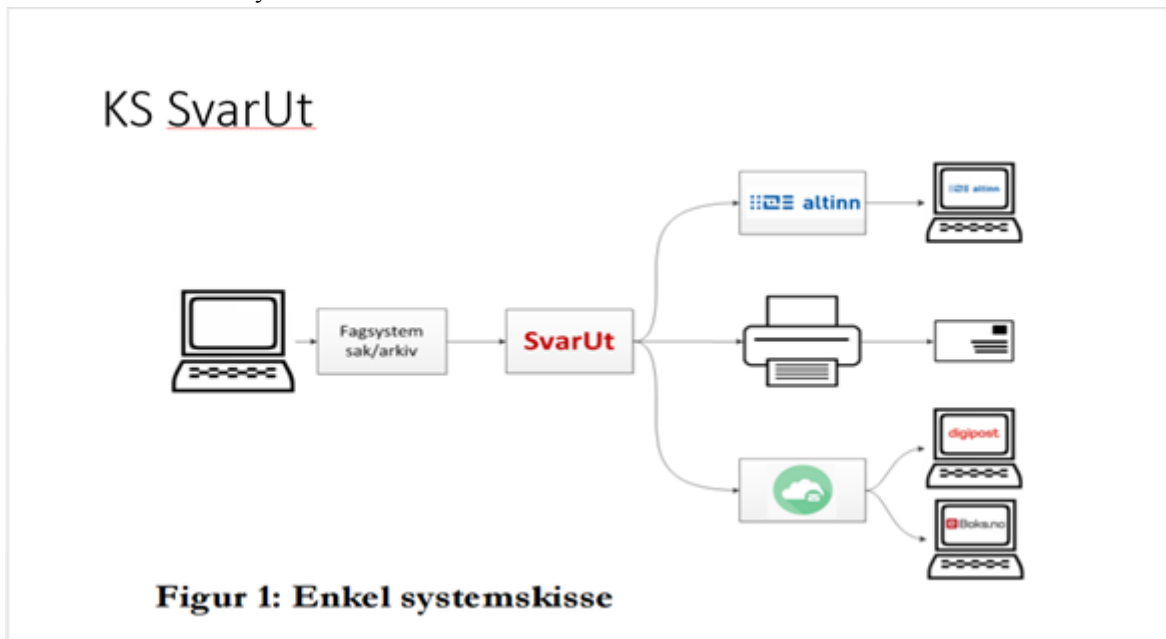 KS SvarUt
Fagsystem
sak/arkiv
SvarUt
altinn
altinn
digipost
eBoks.no
Figur 1: Enkel systemskisse